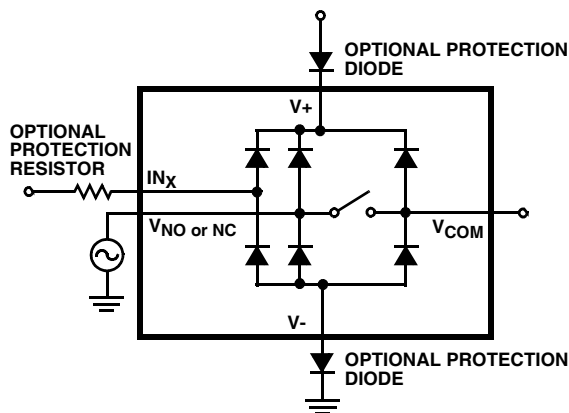 OPTIONAL PROTECTION
DIODE
V+
OPTIONAL
PROTECTION
RESISTOR
INX
VNO or NC
VCOM
V-
OPTIONAL PROTECTION
DIODE